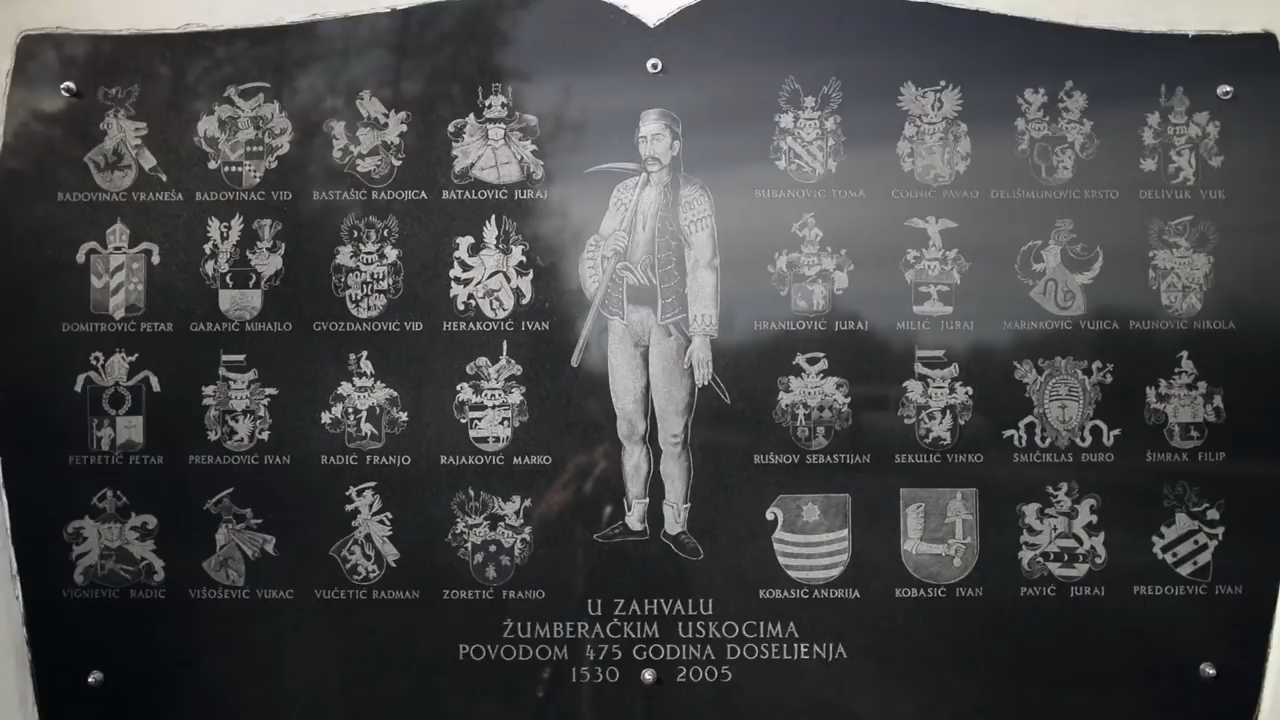 BADOVINAC VRANEŠA BADOVINAC VID BASTAŠIĆ RADOJICA BATALOVIĆ JURAJ BUBANOVIĆ TOMA ČOLNIĆ PAVAO DELIŠIMUNOVIĆ KRSTO DELIVUK VUK
DOMITROVIĆ PETAR GARAPIĆ MIHAJLO GVOZDANOVIĆ VID HERAKOVIĆ IVAN HRANILOVIĆ JURAJ MILIĆ JURAJ MARINKOVIĆ VUJICA PAUNOVIĆ NIKOLA
PETRETIĆ PETAR PRERADOVIĆ IVAN RADIĆ FRANJO RAJAKOVIĆ MARKO RUŠNOV SEBASTIJAN SEKULIĆ VINKO SMIČIKLAS ĐURO ŠIMRAK FILIP
VIGNJEVIĆ RADIČ VIŠOŠEVIĆ VUKAC VUČETIĆ RADMAN ZORETIĆ FRANJO KOBASIĆ ANDRIJA KOBASIĆ IVAN PAVIĆ JURAJ PREDOJEVIĆ IVAN
U ZAHVALU
ŽUMBERAČKIM USKOCIMA
POVODOM 475 GODINA DOSELJENJA
1530 2005